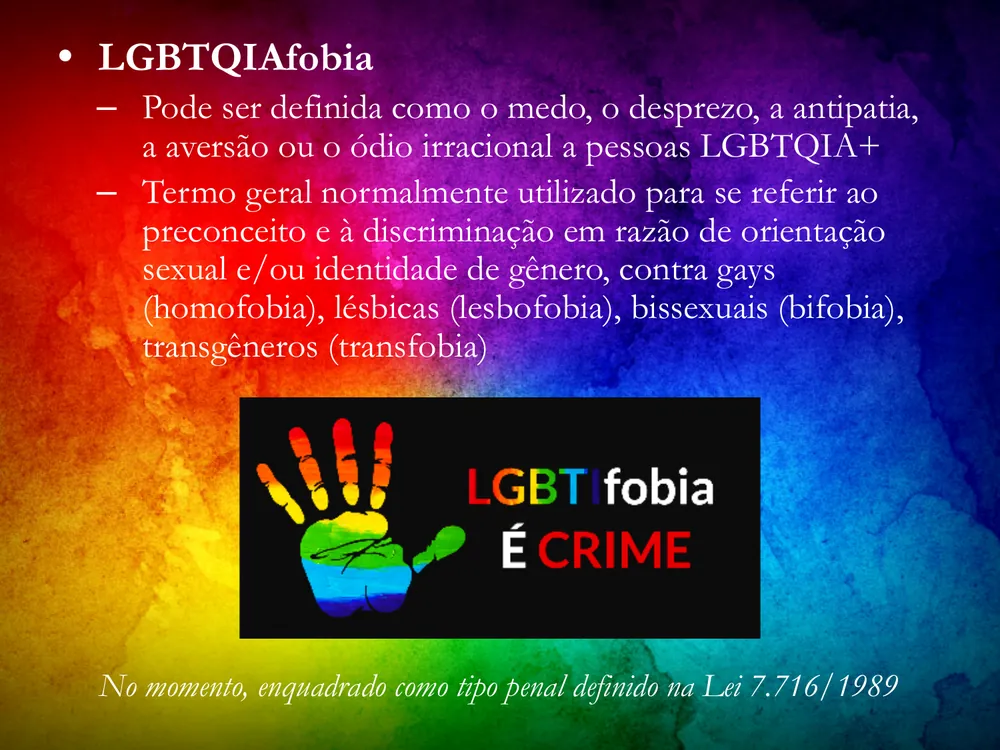 • LGBTQIAfobia
– Pode ser definida como o medo, o desprezo, a antipatia,
a aversão ou o ódio irracional a pessoas LGBTQIA+
– Termo geral normalmente utilizado para se referir ao
preconceito e à discriminação em razão de orientação
sexual e/ou identidade de gênero, contra gays
(homofobia), lésbicas (lesbofobia), bissexuais (bifobia),
transgêneros (transfobia)
LGBTIfobia
É CRIME
No momento, enquadrado como tipo penal definido na Lei 7.716/1989